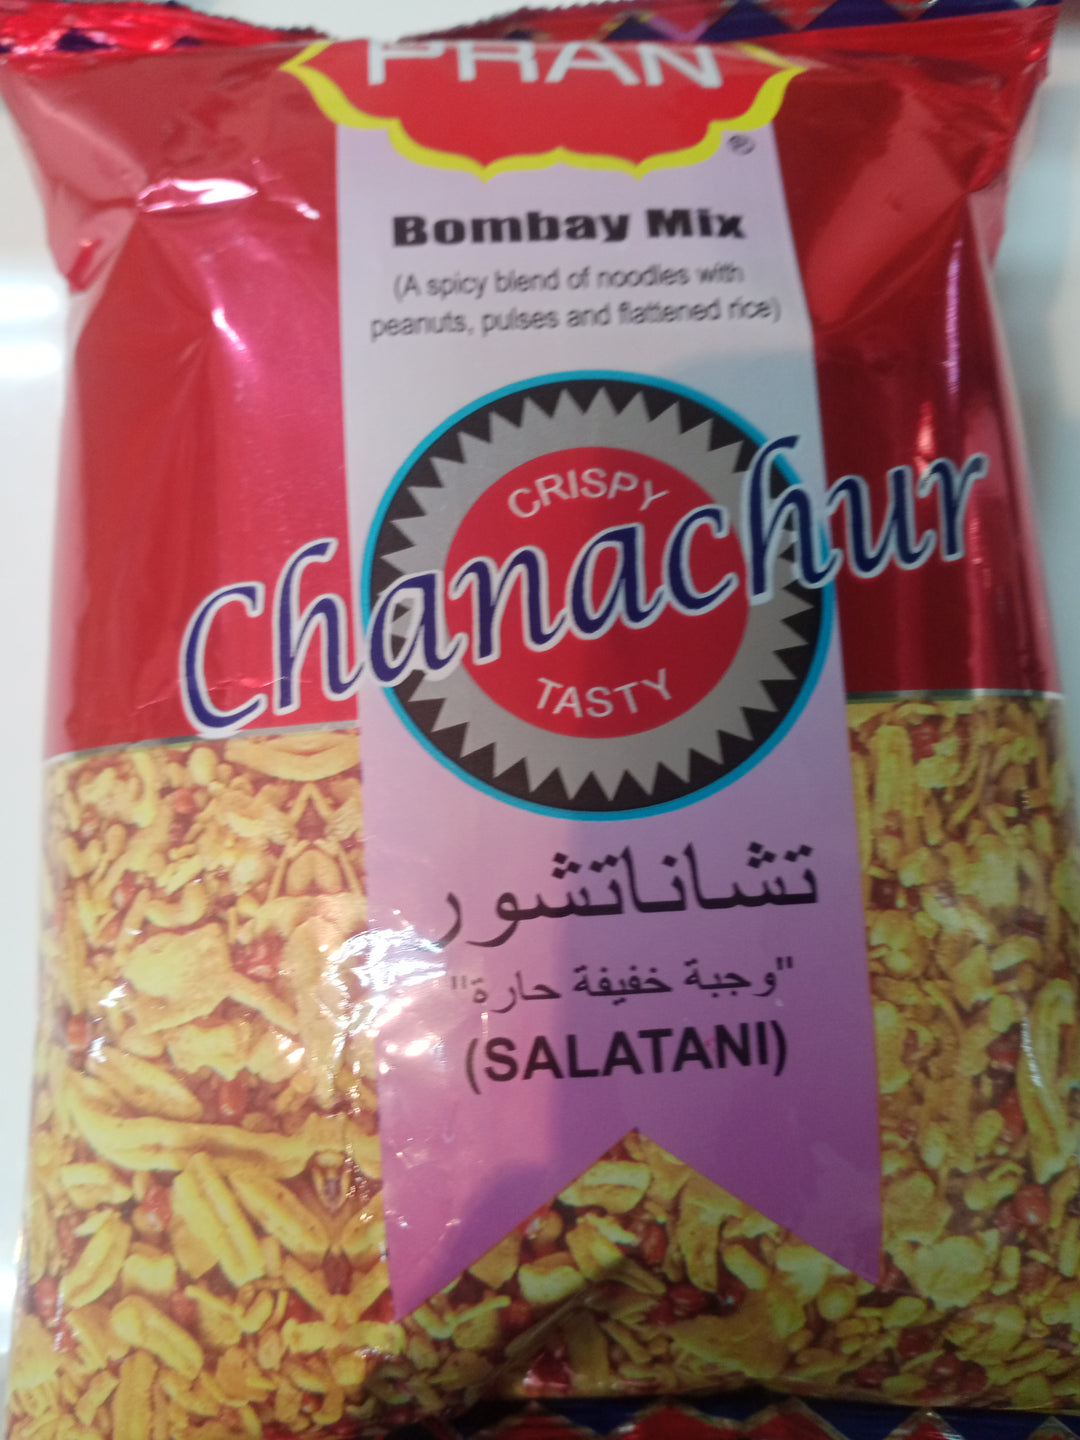 PRAN
®
Bombay Mix
(A spicy blend of noodles with
peanuts, pulses and flattened rice)
CRISPY
Chanachur
TASTY
تشاناتشور
"وجبة خفيفة حارة"
(SALATANI)